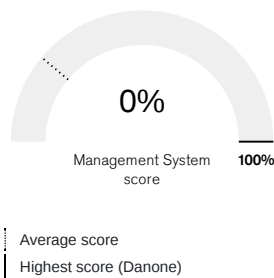 0%
Management System
score
100%
Average score
Highest score (Danone)